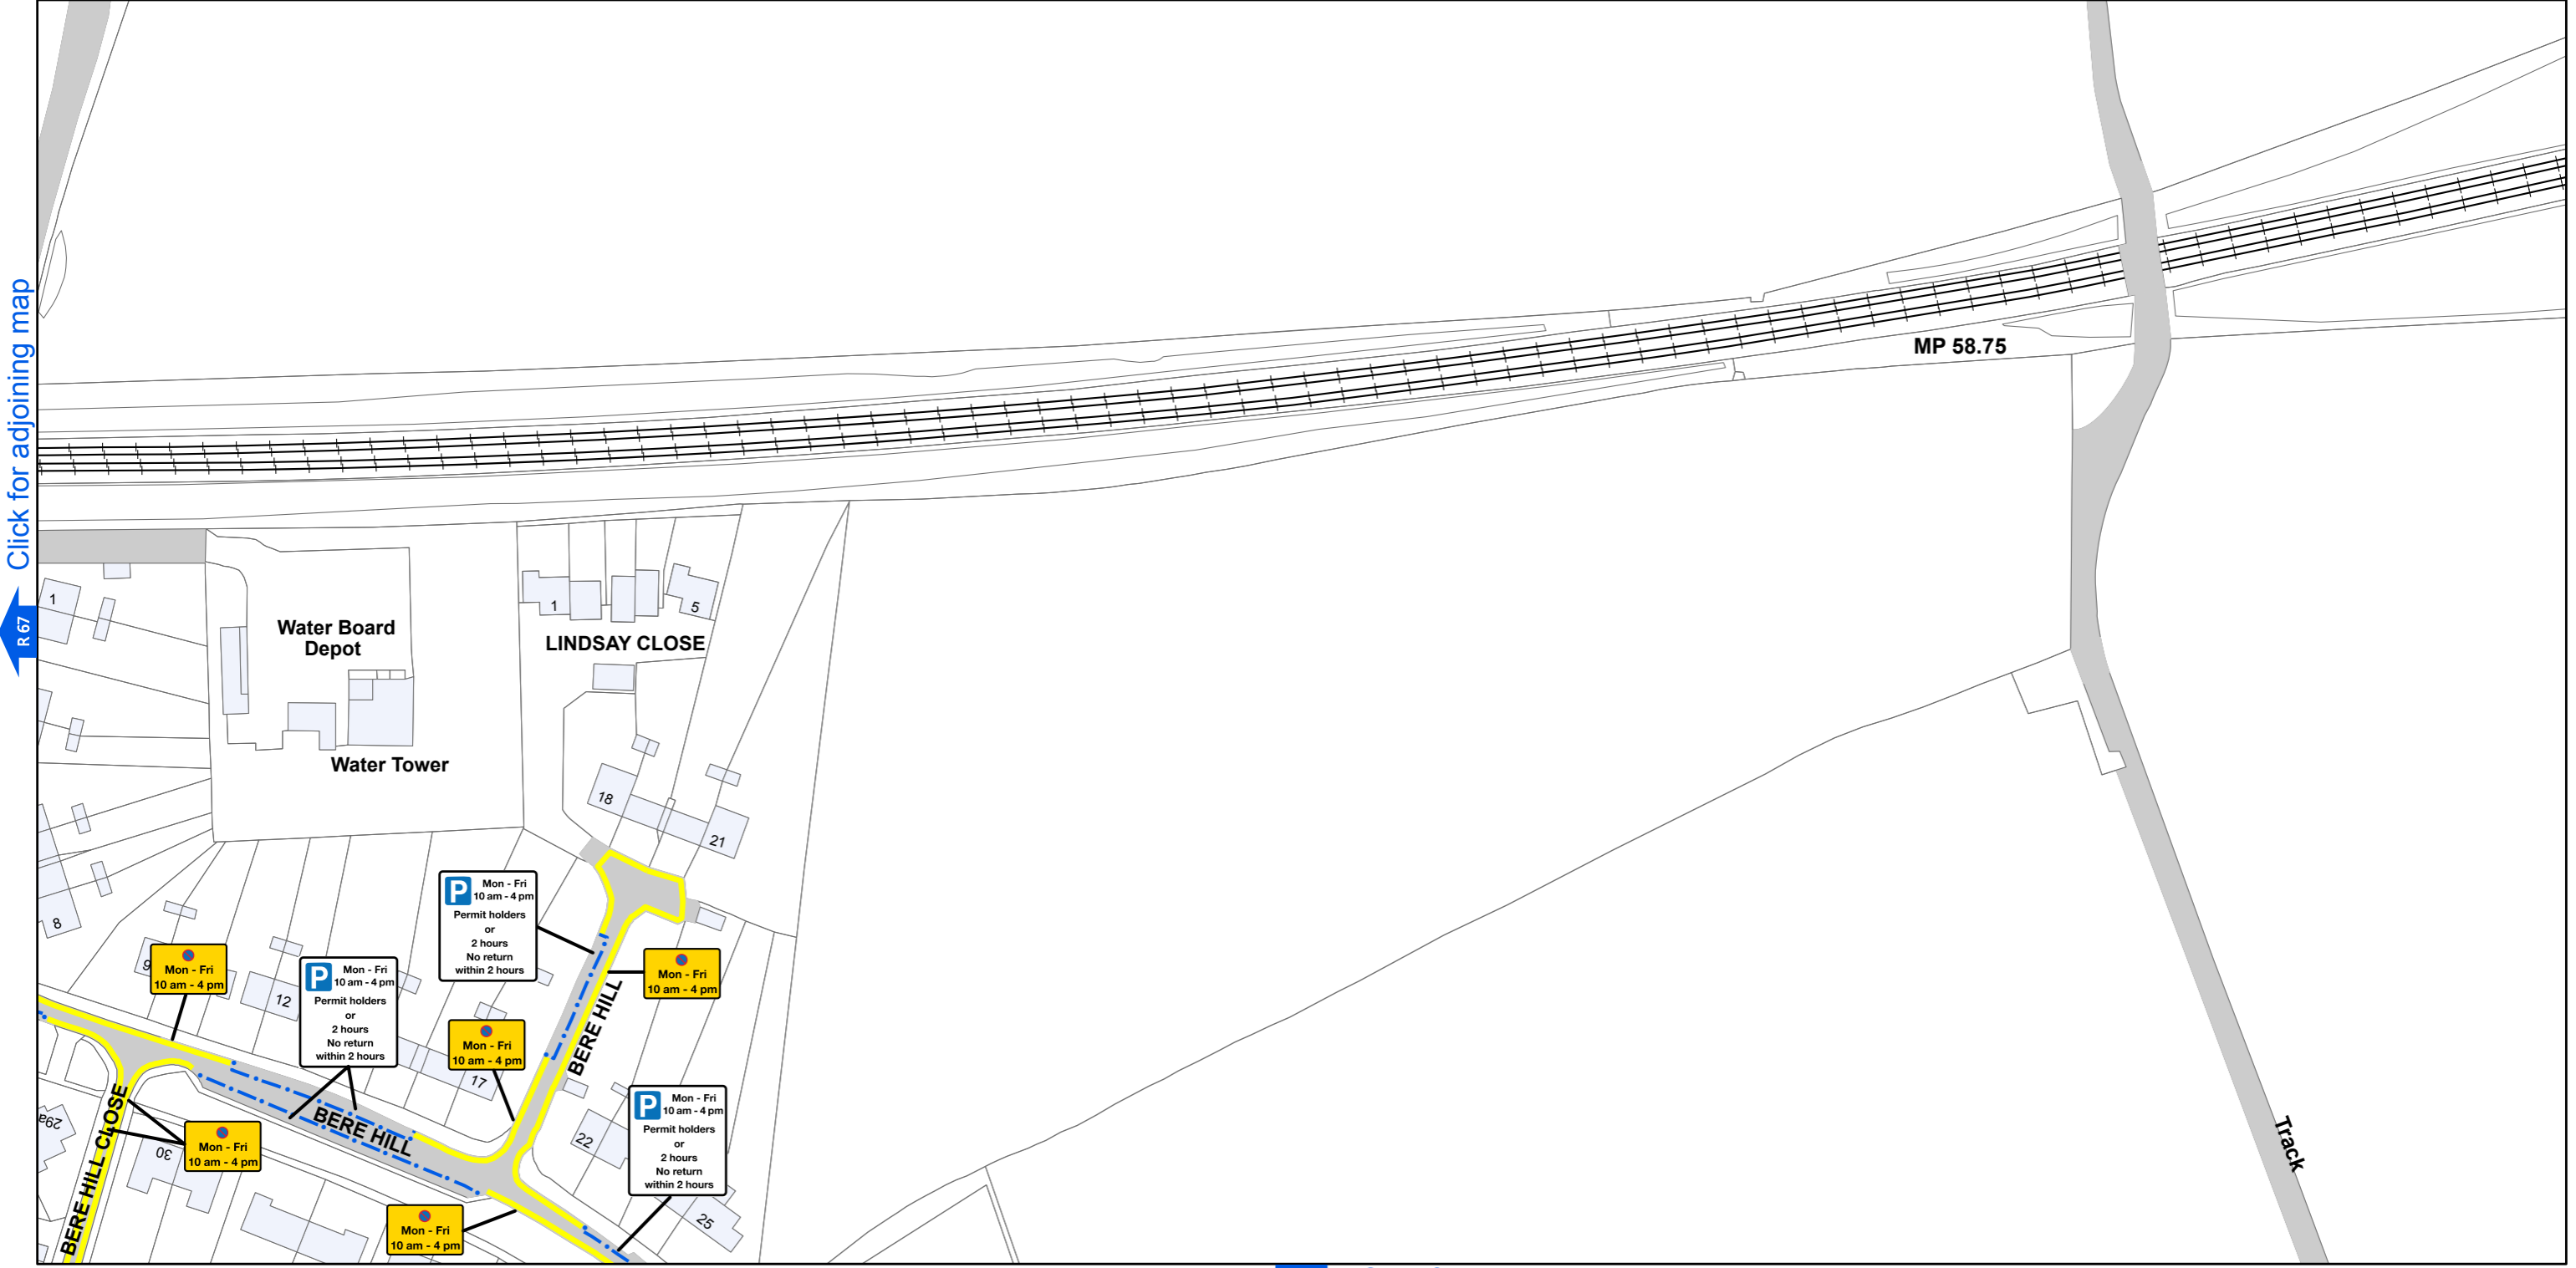 Click for adjoining map
R 67
MP 58.75
1
1
5
Water Board
Depot
LINDSAY CLOSE
Water Tower
18
21
8
P Mon - Fri
10 am - 4 pm
Permit holders
or
2 hours
No return
within 2 hours
9
Mon - Fri
10 am - 4 pm
Mon - Fri
10 am - 4 pm
12
P Mon - Fri
10 am - 4 pm
Permit holders
or
2 hours
No return
within 2 hours
BERE HILL
Mon - Fri
10 am - 4 pm
17
P Mon - Fri
10 am - 4 pm
Permit holders
or
2 hours
No return
within 2 hours
29a
BERE HILL CLOSE
30
Mon - Fri
10 am - 4 pm
BERE HILL
22
25
Mon - Fri
10 am - 4 pm
Track